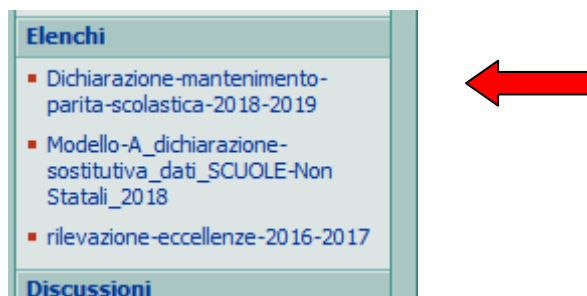 Elenchi
Dichiarazione-mantenimento-
parita-scolastica-2018-2019
Modello-A_dichiarazione-
sostitutiva_dati_SCUOLE-Non
Statali_2018
rilevazione-eccellenze-2016-2017
Discussioni